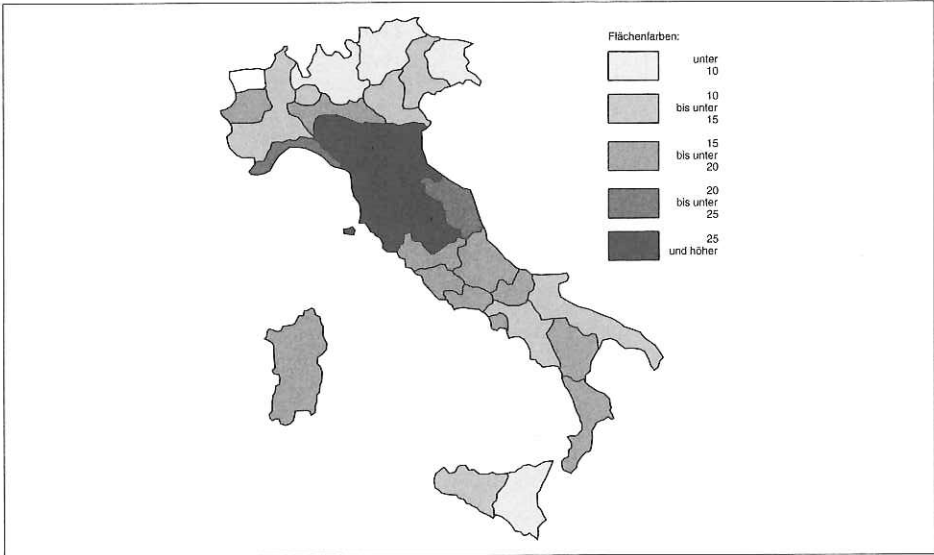 Flächenfarben:
unter
10
10
bis unter
15
15
bis unter
20
20
bis unter
25
25
und höher